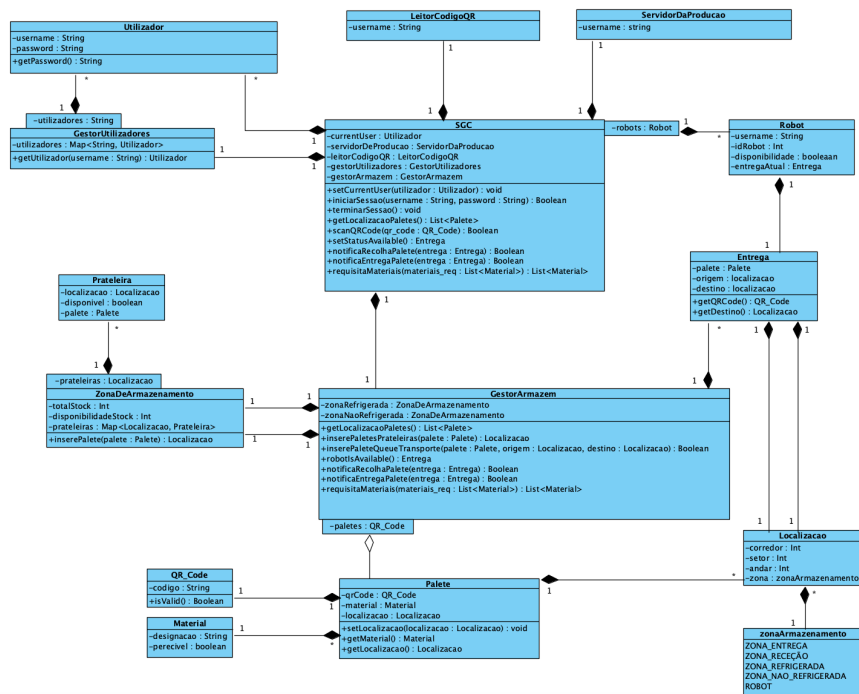 Utilizador
-username : String
-password : String
+getPassword() : String
*
*
1
1
-utilizadores : String
GestorUtilizadores
-utilizadores : Map<String, Utilizador>
+getUtilizador(username : String) : Utilizador
1
1
LeitorCodigoQR
-username : String
1
1
ServidorDaProducao
-username : string
1
1
SGC
-currentUser : Utilizador
-servidorDeProducao : ServidorDaProducao
-leitorCodigoQR : LeitorCodigoQR
-gestorUtilizadores : GestorUtilizadores
-gestorArmazem : GestorArmazem
+setCurrentUser(utilizador : Utilizador) : void
+iniciarSessao(username : String, password : String) : Boolean
+terminarSessao() : void
+getLocalizacaoPaletes() : List<Palete>
+scanQRCode(qr_code : QR_Code) : Boolean
+setStatusAvailable() : Entrega
+notificaRecolhaPalete(entrega : Entrega) : Boolean
+notificaEntregaPalete(entrega : Entrega) : Boolean
+requisitaMateriais(materiais_req : List<Material>) : List<Material>
-robots : Robot
1
*
Robot
-username : String
-idRobot : Int
-disponibilidade : booleaan
-entregaAtual : Entrega
1
1
Entrega
-palete : Palete
-origem : localizacao
-destino : localizacao
+getQRCode() : QR_Code
+getDestino() : Localizacao
*
1
1
1
Prateleira
-localizacao : Localizacao
-disponivel : boolean
-palete : Palete
*
1
-prateleiras : Localizacao
ZonaDeArmazenamento
-totalStock : Int
-disponibilidadeStock : Int
-prateleiras : Map<Localizacao, Prateleira>
+inserePalete(palete : Palete) : Localizacao
1
1
1
1
1
1
1
GestorArmazem
-zonaRefrigerada : ZonaDeArmazenamento
-zonaNaoRefrigerada : ZonaDeArmazenamento
+getLocalizacaoPaletes() : List<Palete>
+inserePaletesPrateleiras(palete : Palete) : Localizacao
+inserePaleteQueueTransporte(palete : Palete, origem : Localizacao, destino : Localizacao) : Boolean
+robotIsAvailable() : Entrega
+notificaRecolhaPalete(entrega : Entrega) : Boolean
+notificaEntregaPalete(entrega : Entrega) : Boolean
+requisitaMateriais(materiais_req : List<Material>) : List<Material>
-paletes : QR_Code
1
1
Localizacao
-corredor : Int
-setor : Int
-andar : Int
-zona : zonaArmazenamento
QR_Code
-codigo : String
+isValid() : Boolean
1
1
Palete
-qrCode : QR_Code
-material : Material
-localizacao : Localizacao
+setLocalizacao(localizacao : Localizacao) : void
+getMaterial() : Material
+getLocalizacao() : Localizacao
1
*
Material
-designacao : String
-perecivel : boolean
1
*
*
1
zonaArmazenamento
ZONA_ENTREGA
ZONA_RECEÇÃO
ZONA_REFRIGERADA
ZONA_NAO_REFRIGERADA
ROBOT